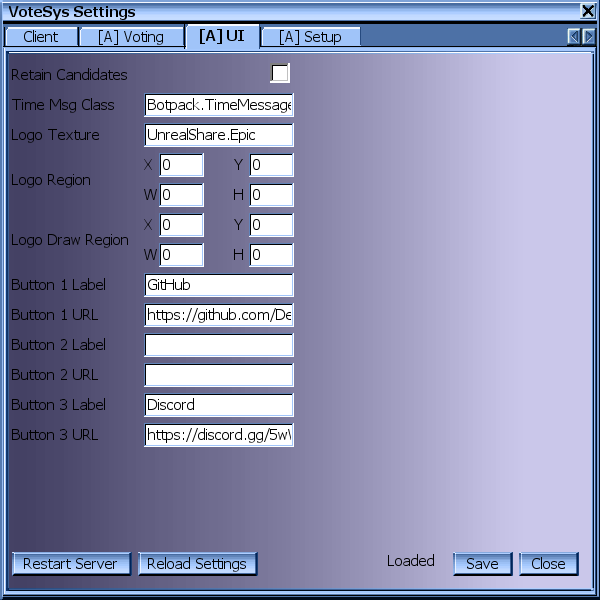 VoteSys Settings
Client [A] Voting [A] UI [A] Setup
Retain Candidates
Time Msg Class Botpack.TimeMessage
Logo Texture UnrealShare.Epic
Logo Region
X 0 Y 0
W 0 H 0
Logo Draw Region
X 0 Y 0
W 0 H 0
Button 1 Label GitHub
Button 1 URL https://github.com/De
Button 2 Label
Button 2 URL
Button 3 Label Discord
Button 3 URL https://discord.gg/5w
Restart Server Reload Settings Loaded Save Close